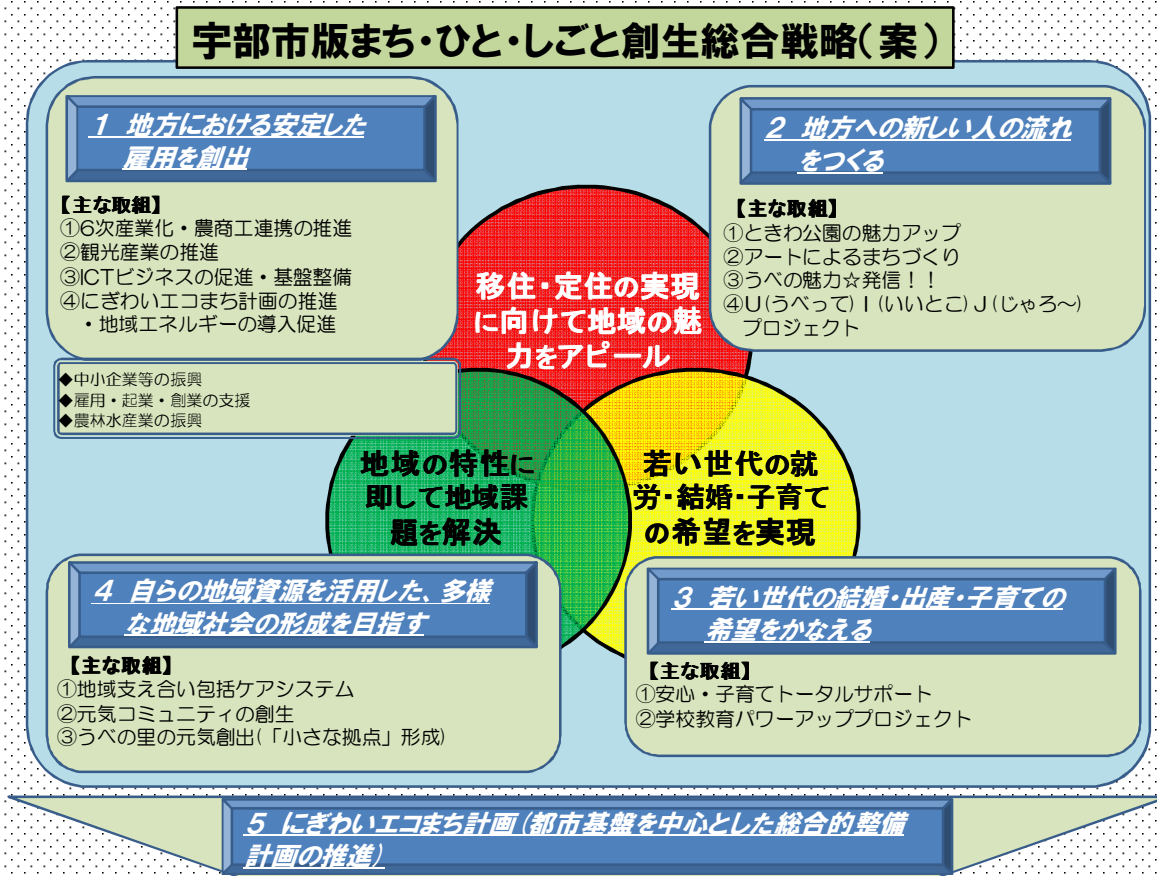 宇部市版まち・ひと・しごと創生総合戦略(案)
1 地方における安定した
雇用を創出
【主な取組】
①6次産業化・農商工連携の推進
②観光産業の推進
③ICTビジネスの促進・基盤整備
④にぎわいエコまち計画の推進
・地域エネルギーの導入促進
◆中小企業等の振興
◆雇用・起業・創業の支援
◆農林水産業の振興
2 地方への新しい人の流れ
をつくる
【主な取組】
①ときわ公園の魅力アップ
②アートによるまちづくり
③うべの魅力☆発信!!
④U(うべって)I(いいとこ)J(じゃろ～)
プロジェクト
移住・定住の実現
に向けて地域の魅
力をアピール
地域の特性に
即して地域課
題を解決
若い世代の就
労・結婚・子育て
の希望を実現
4 自らの地域資源を活用した、多様
な地域社会の形成を目指す
【主な取組】
①地域支え合い包括ケアシステム
②元気コミュニティの創生
③うべの里の元気創出(「小さな拠点」形成)
3 若い世代の結婚・出産・子育ての
希望をかなえる
【主な取組】
①安心・子育てトータルサポート
②学校教育パワーアッププロジェクト
5 にぎわいエコまち計画(都市基盤を中心とした総合的整備
計画の推進)